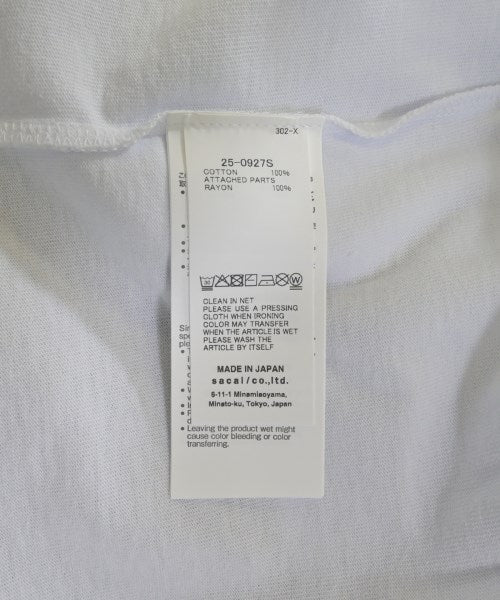 302-X
25-0927S
COTTON 100%
ATTACHED PARTS
RAYON 100%
CLEAN IN NET
PLEASE USE A PRESSING
CLOTH WHEN IRONING
COLOR MAY TRANSFER
WHEN THE ARTICLE IS WET
PLEASE WASH THE
ARTICLE BY ITSELF
MADE IN JAPAN
sacai/co.,ltd.
5-11-1 Minamiaoyama,
Minato-ku, Tokyo, Japan
• Leaving the product wet might
cause color bleeding or color
transferring.